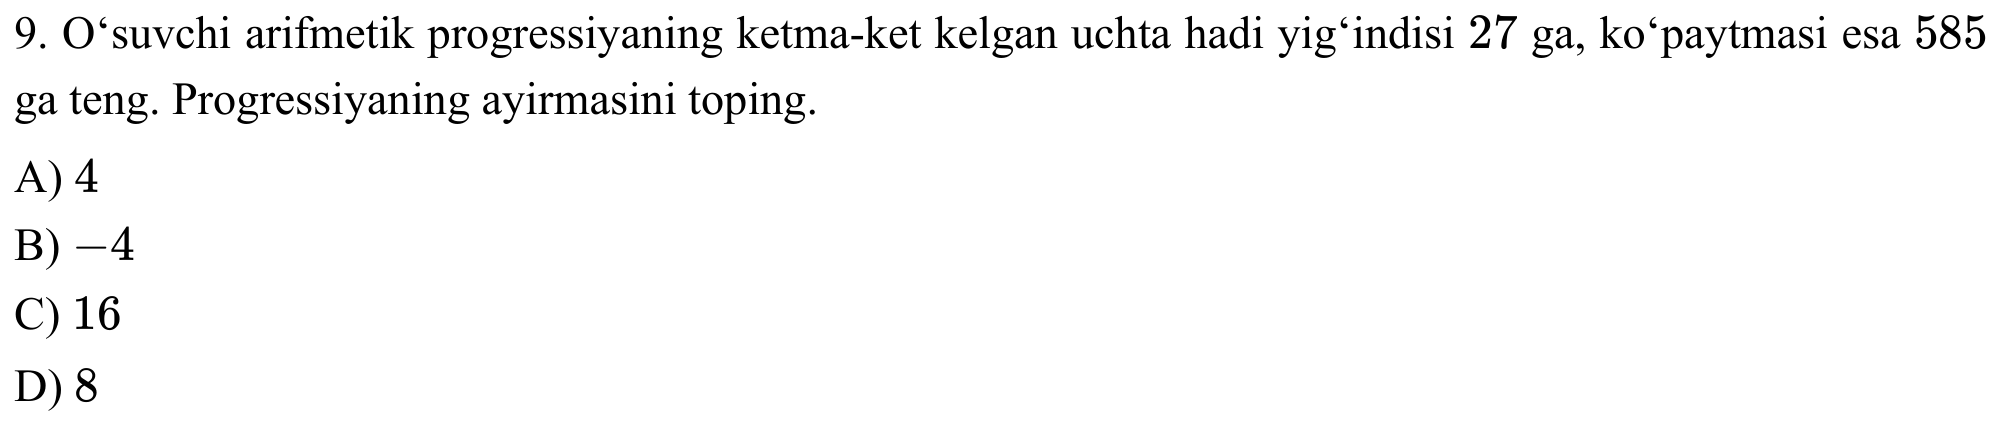 9. O‘suvchi arifmetik progressiyaning ketma-ket kelgan uchta hadi yig‘indisi 27 ga, ko‘paytmasi esa 585
ga teng. Progressiyaning ayirmasini toping.
A) 4
B) −4
C) 16
D) 8